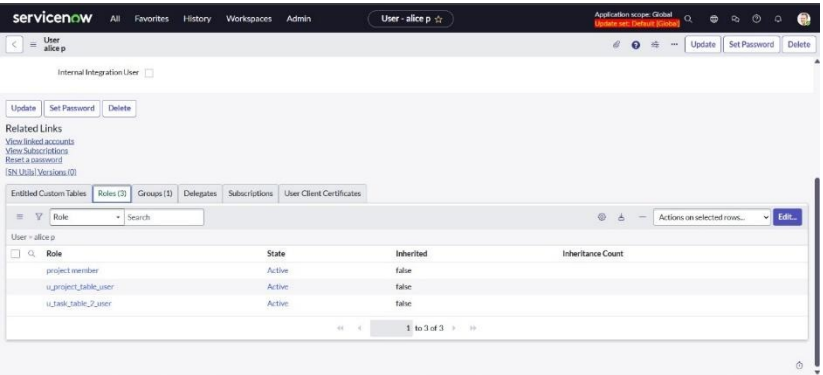 servicenow All Favorites History Workspaces Admin User - alice p Application scope: Global
Update set: Default [Global]
User
alice p
Update Set Password Delete
Internal Integration User
Update Set Password Delete
Related Links
View linked accounts
View Subscriptions
Reset a password
[SN Utils] Versions (0)
Entitled Custom Tables Roles (3) Groups (1) Delegates Subscriptions User Client Certificates
Role Search Actions on selected rows... Edit...
User = alice p
Role State Inherited Inheritance Count
project member Active false
u_project_table_user Active false
u_task_table_2_user Active false
1 to 3 of 3